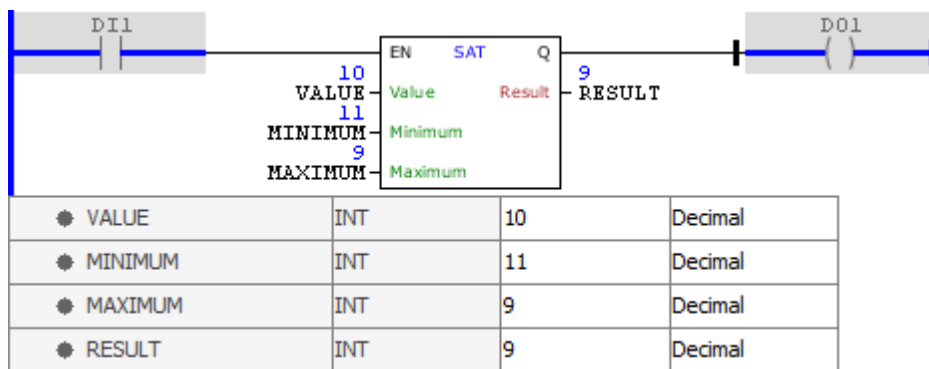 DI1 DO1
EN SAT Q
10 9
VALUE Value Result RESULT
11
MINIMUM Minimum
9
MAXIMUM Maximum
VALUE INT 10 Decimal
MINIMUM INT 11 Decimal
MAXIMUM INT 9 Decimal
RESULT INT 9 Decimal